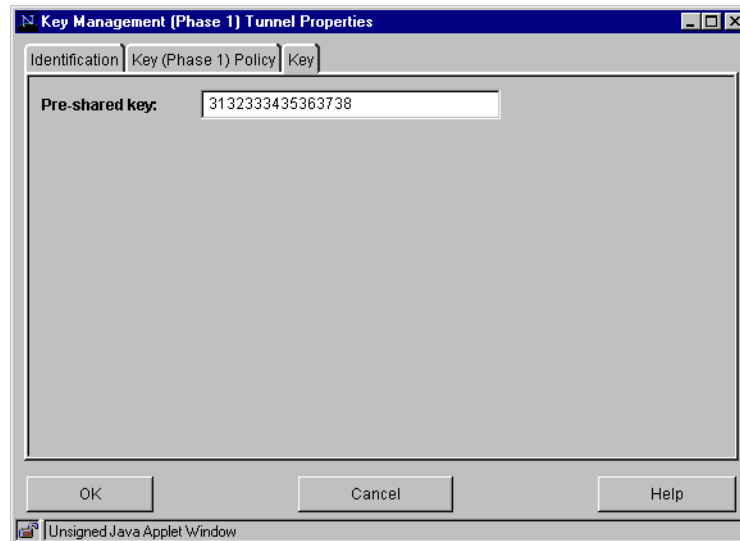 Key Management (Phase 1) Tunnel Properties
Identification Key (Phase 1) Policy Key
Pre-shared key: 3132333435363738
OK Cancel Help
Unsigned Java Applet Window